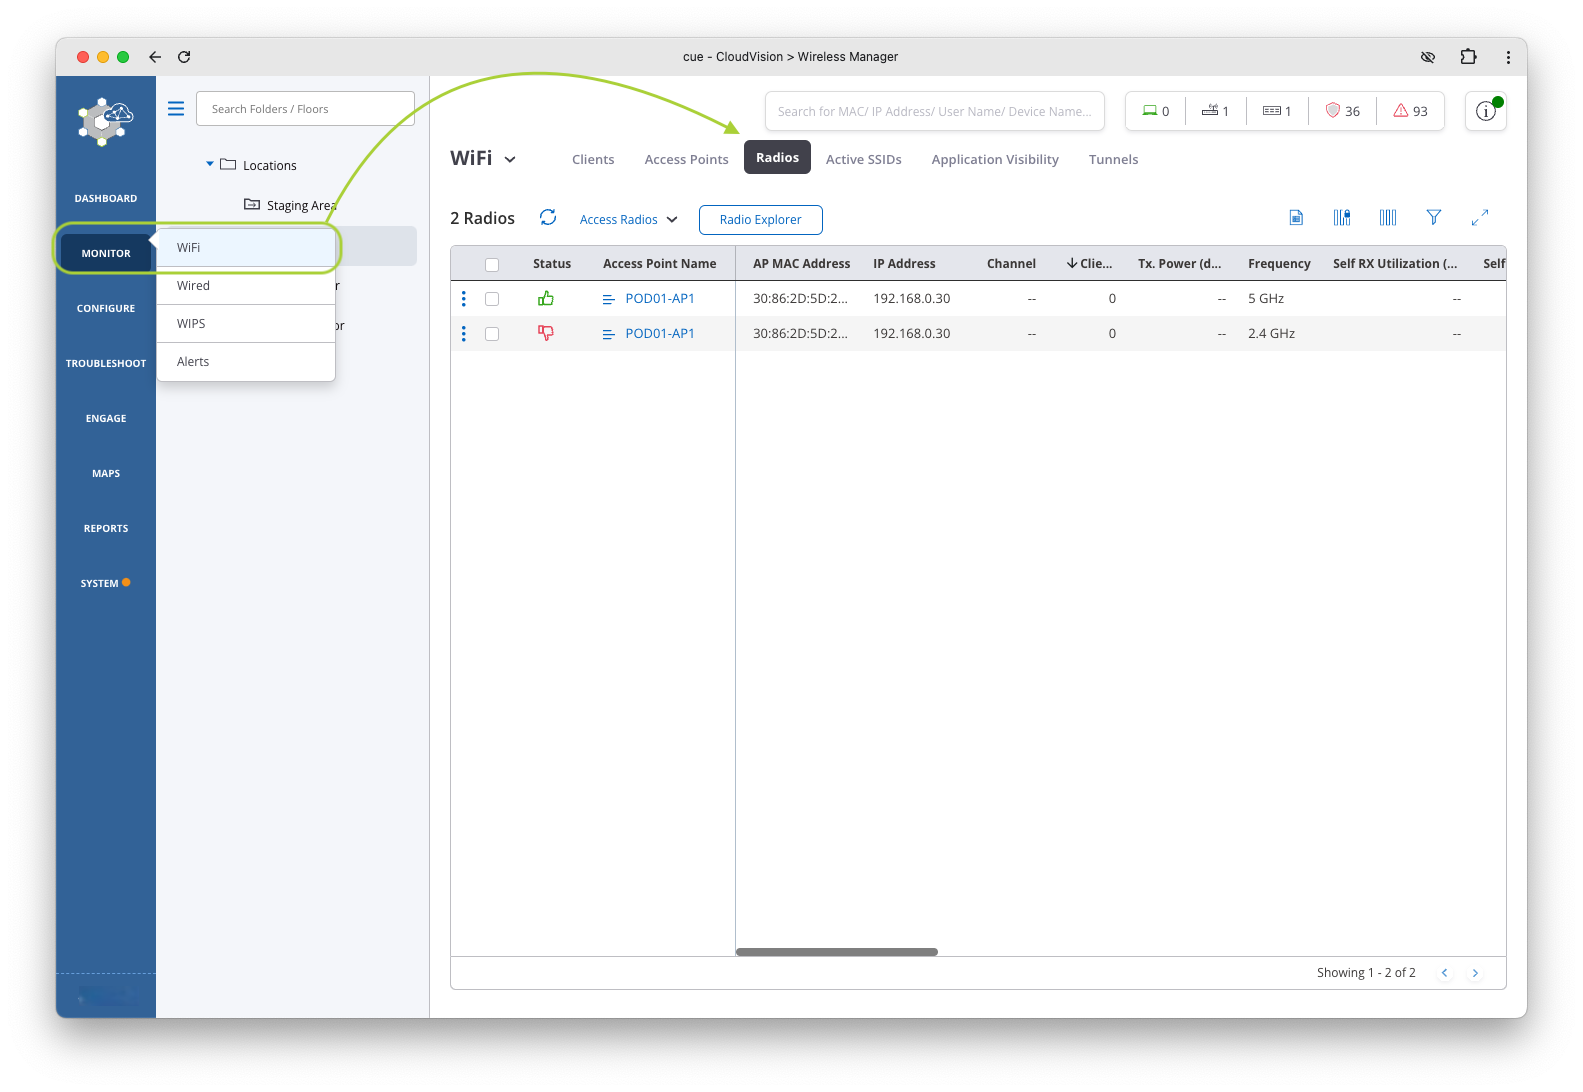 cue - CloudVision > Wireless Manager
Search Folders / Floors
Search for MAC/ IP Address/ User Name/ Device Name...
0
1
1
36
93
DASHBOARD
MONITOR
CONFIGURE
TROUBLESHOOT
ENGAGE
MAPS
REPORTS
SYSTEM
Locations
Staging Area
WiFi
Wired
WIPS
Alerts
r
or
WiFi
Clients
Access Points
Radios
Active SSIDs
Application Visibility
Tunnels
2 Radios
Access Radios
Radio Explorer
Status Access Point Name AP MAC Address IP Address Channel Clie... Tx. Power (d... Frequency Self RX Utilization (... Self
POD01-AP1 30:86:2D:5D:2... 192.168.0.30 -- 0 -- 5 GHz --
POD01-AP1 30:86:2D:5D:2... 192.168.0.30 -- 0 -- 2.4 GHz --
Showing 1 - 2 of 2